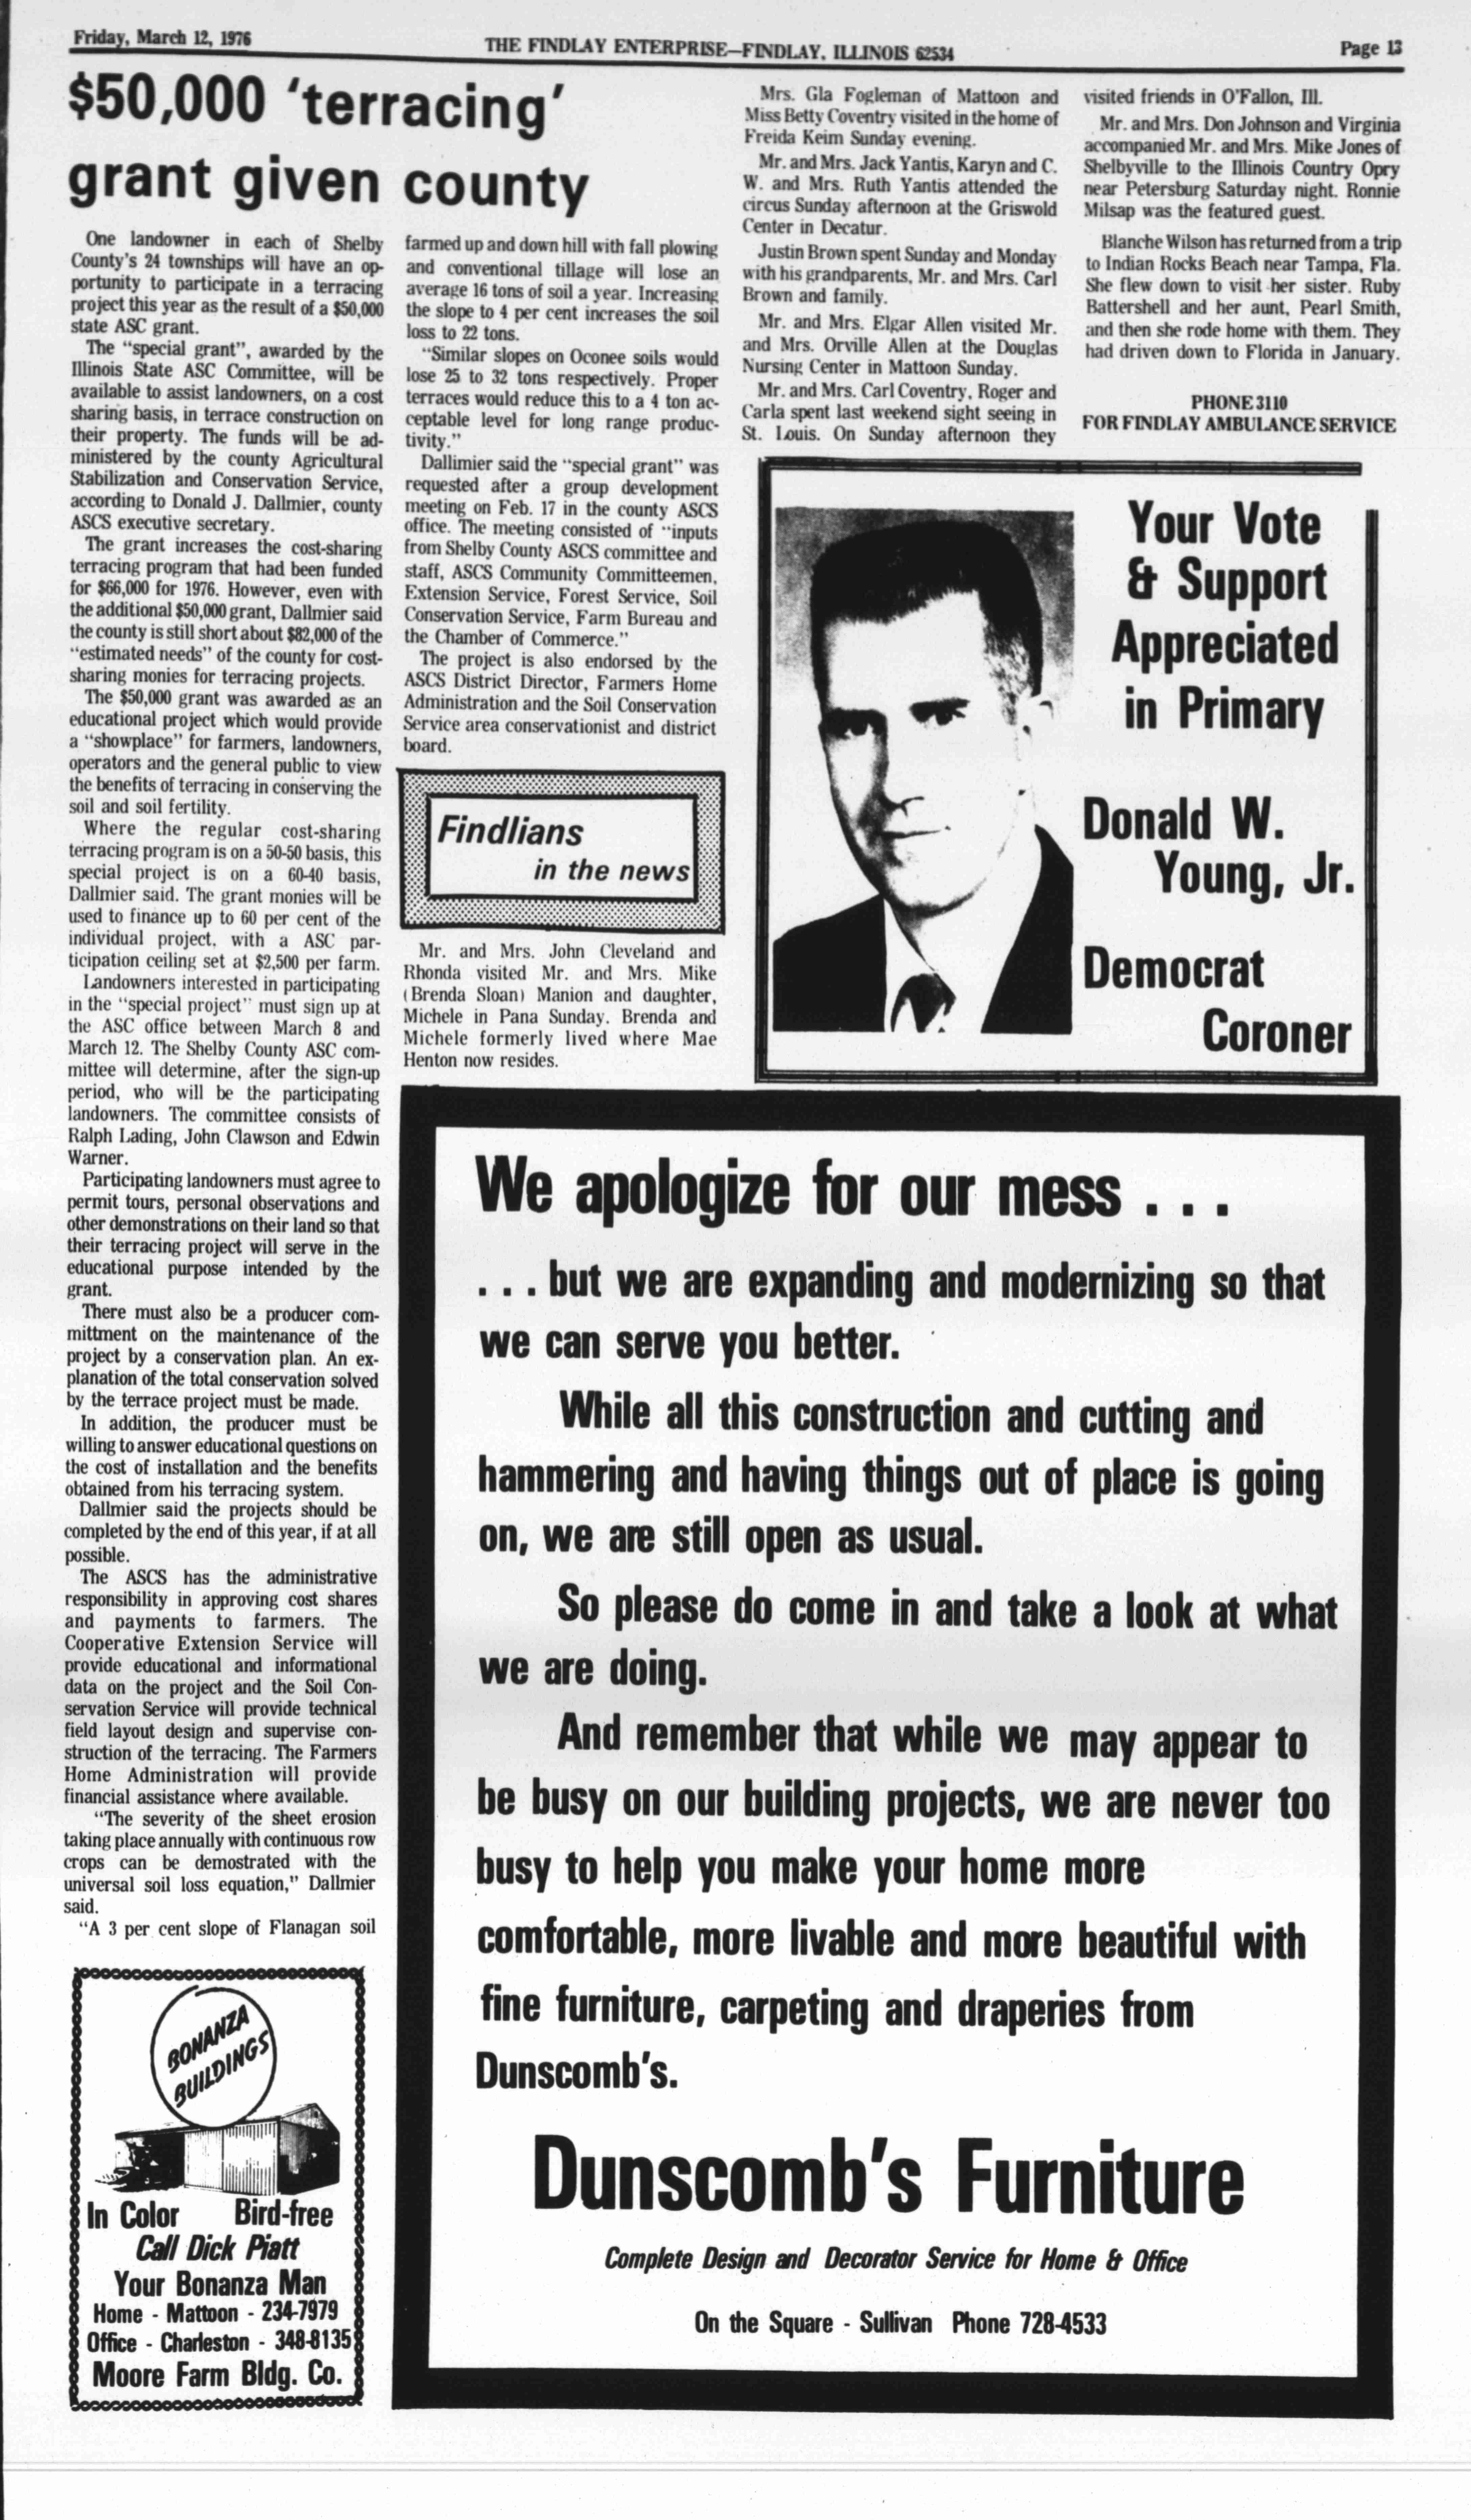 Friday, March 12, 1976
THE FINDLAY ENTERPRISE—FINDLAY, ILLINOIS 62534
Page 13
$50,000 ‘terracing’
grant given county
One landowner in each of Shelby
County's 24 townships will have an op-
portunity to participate in a terracing
project this year as the result of a $50,000
state ASC grant.
The “special grant”, awarded by the
Illinois State ASC Committee, will be
available to assist landowners, on a cost
sharing basis, in terrace construction on
their property. The funds will be ad-
ministered by the county Agricultural
Stabilization and Conservation Service,
according to Donald J. Dallmier, county
ASCS executive secretary.
The grant increases the cost-sharing
terracing program that had been funded
for $66,000 for 1976. However, even with
the additional $50,000 grant, Dallmier said
the county is still short about $82,000 of the
“estimated needs” of the county for cost-
sharing monies for terracing projects.
The $50,000 grant was awarded as an
educational project which would provide
a “showplace” for farmers, landowners,
operators and the general public to view
the benefits of terracing in conserving the
soil and soil fertility.
Where the regular cost-sharing
terracing program is on a 50-50 basis, this
special project is on a 60-40 basis,
Dallmier said. The grant monies will be
used to finance up to 60 per cent of the
individual project, with a ASC par-
ticipation ceiling set at $2,500 per farm.
Landowners interested in participating
in the “special project” must sign up at
the ASC office between March 8 and
March 12. The Shelby County ASC com-
mittee will determine, after the sign-up
period, who will be the participating
landowners. The committee consists of
Ralph Lading, John Clawson and Edwin
Warner.
Participating landowners must agree to
permit tours, personal observations and
other demonstrations on their land so that
their terracing project will serve in the
educational purpose intended by the
grant.
There must also be a producer com-
mittment on the maintenance of the
project by a conservation plan. An ex-
planation of the total conservation solved
by the terrace project must be made.
In addition, the producer must be
willing to answer educational questions on
the cost of installation and the benefits
obtained from his terracing system.
Dallmier said the projects should be
completed by the end of this year, if at all
possible.
The ASCS has the administrative
responsibility in approving cost shares
and payments to farmers. The
Cooperative Extension Service will
provide educational and informational
data on the project and the Soil Con-
servation Service will provide technical
field layout design and supervise con-
struction of the terracing. The Farmers
Home Administration will provide
financial assistance where available.
“The severity of the sheet erosion
taking place annually with continuous row
crops can be demostrated with the
universal soil loss equation,” Dallmier
said.
“A 3 per cent slope of Flanagan soil
farmed up and down hill with fall plowing
and conventional tillage will lose an
average 16 tons of soil a year. Increasing
the slope to 4 per cent increases the soil
loss to 22 tons.
“Similar slopes on Oconee soils would
lose 25 to 32 tons respectively. Proper
terraces would reduce this to a 4 ton ac-
ceptable level for long range produc-
tivity.”
Dallimier said the “special grant” was
requested after a group development
meeting on Feb. 17 in the county ASCS
office. The meeting consisted of “inputs
from Shelby County ASCS committee and
staff, ASCS Community Committeemen,
Extension Service, Forest Service, Soil
Conservation Service, Farm Bureau and
the Chamber of Commerce.”
The project is also endorsed by the
ASCS District Director, Farmers Home
Administration and the Soil Conservation
Service area conservationist and district
board.
Findlians
in the news
Mr. and Mrs. John Cleveland and
Rhonda visited Mr. and Mrs. Mike
(Brenda Sloan) Manion and daughter,
Michele in Pana Sunday. Brenda and
Michele formerly lived where Mae
Henton now resides.
Mrs. Gla Fogleman of Mattoon and
Miss Betty Coventry visited in the home of
Freida Keim Sunday evening.
Mr. and Mrs. Jack Yantis, Karyn and C.
W. and Mrs. Ruth Yantis attended the
circus Sunday afternoon at the Griswold
Center in Decatur.
Justin Brown spent Sunday and Monday
with his grandparents, Mr. and Mrs. Carl
Brown and family.
Mr. and Mrs. Elgar Allen visited Mr.
and Mrs. Orville Allen at the Douglas
Nursing Center in Mattoon Sunday.
Mr. and Mrs. Carl Coventry, Roger and
Carla spent last weekend sight seeing in
St. Louis. On Sunday afternoon they
visited friends in O'Fallon, Ill.
Mr. and Mrs. Don Johnson and Virginia
accompanied Mr. and Mrs. Mike Jones of
Shelbyville to the Illinois Country Opry
near Petersburg Saturday night. Ronnie
Milsap was the featured guest.
Blanche Wilson has returned from a trip
to Indian Rocks Beach near Tampa, Fla.
She flew down to visit her sister. Ruby
Battershell and her aunt, Pearl Smith,
and then she rode home with them. They
had driven down to Florida in January.
PHONE 3110
FOR FINDLAY AMBULANCE SERVICE
Your Vote
& Support
Appreciated
in Primary
Donald W.
Young, Jr.
Democrat
Coroner
We apologize for our mess . . .
. . . but we are expanding and modernizing so that
we can serve you better.
While all this construction and cutting and
hammering and having things out of place is going
on, we are still open as usual.
So please do come in and take a look at what
we are doing.
And remember that while we may appear to
be busy on our building projects, we are never too
busy to help you make your home more
comfortable, more livable and more beautiful with
fine furniture, carpeting and draperies from
Dunscomb's.
Dunscomb's Furniture
Complete Design and Decorator Service for Home & Office
On the Square - Sullivan Phone 728-4533
BONANZA
BUILDINGS
In Color Bird-free
Call Dick Piatt
Your Bonanza Man
Home - Mattoon - 234-7979
Office - Charleston - 348-8135
Moore Farm Bldg. Co.